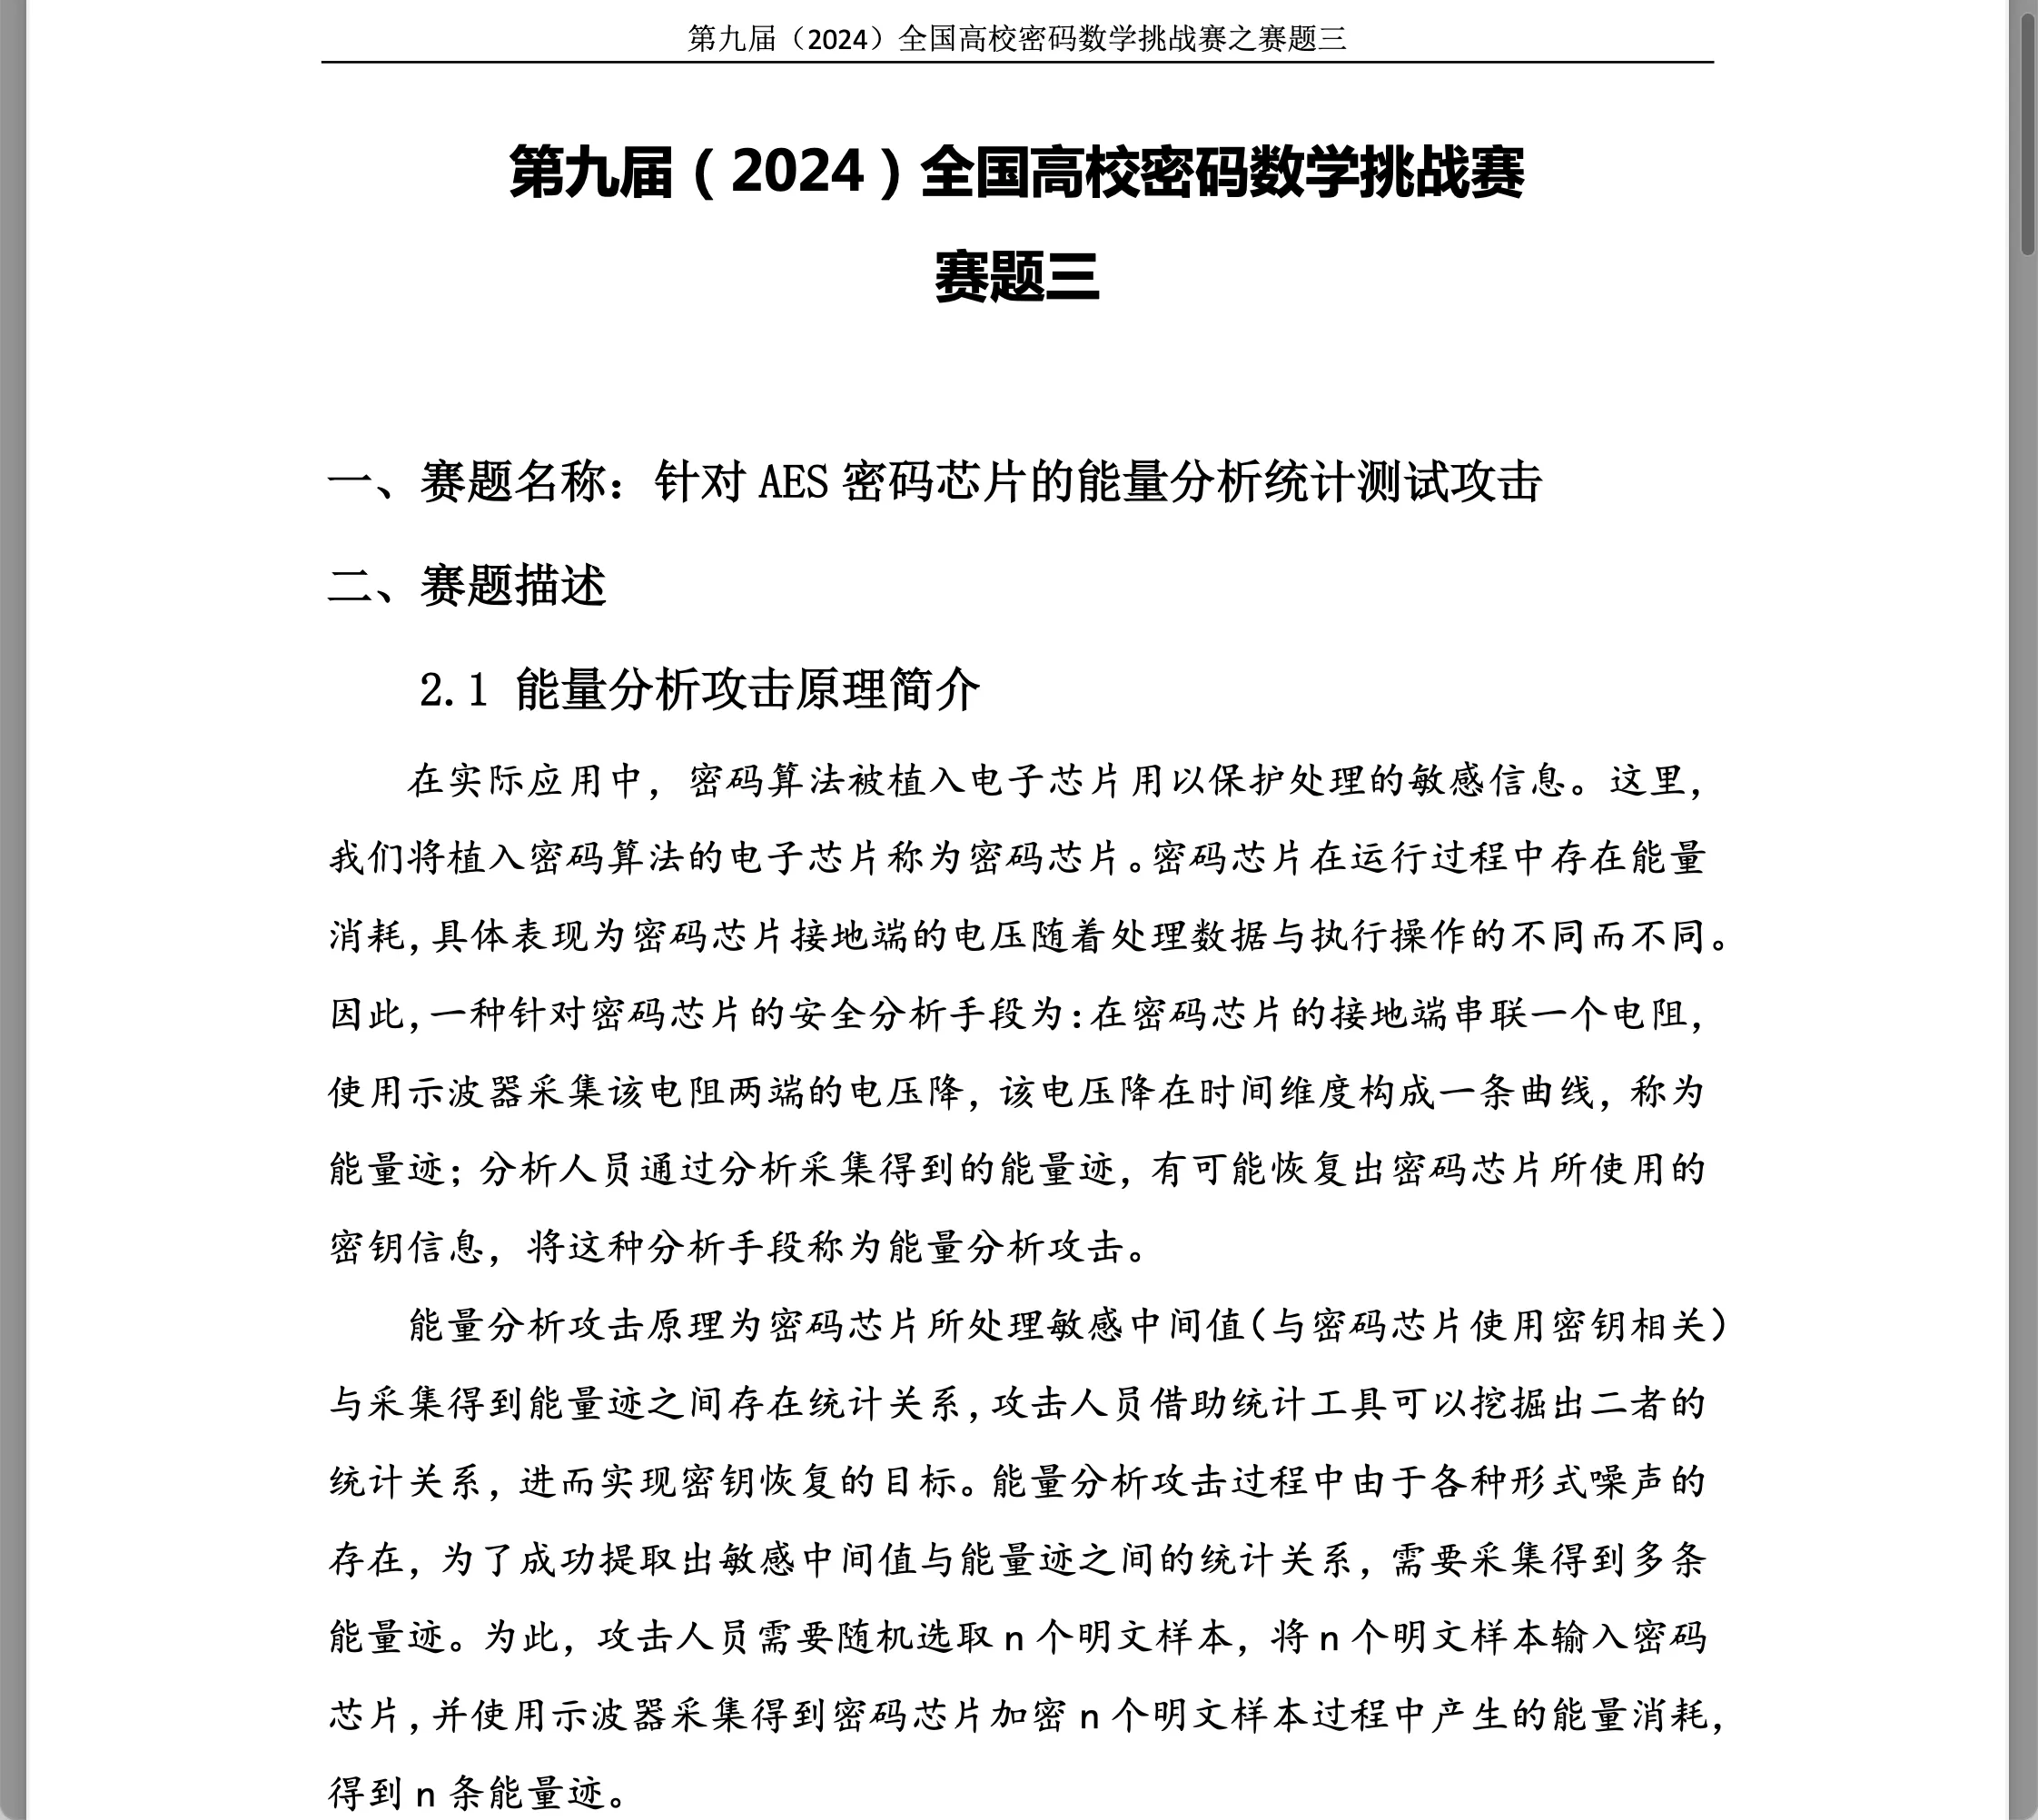 第九届（2024）全国高校密码数学挑战赛之赛题三
第九届（2024）全国高校密码数学挑战赛
赛题三
一、赛题名称：针对 AES 密码芯片的能量分析统计测试攻击
二、赛题描述
2.1 能量分析攻击原理简介
在实际应用中，密码算法被植入电子芯片用以保护处理的敏感信息。这里，
我们将植入密码算法的电子芯片称为密码芯片。密码芯片在运行过程中存在能量
消耗，具体表现为密码芯片接地端的电压随着处理数据与执行操作的不同而不同。
因此，一种针对密码芯片的安全分析手段为：在密码芯片的接地端串联一个电阻，
使用示波器采集该电阻两端的电压降，该电压降在时间维度构成一条曲线，称为
能量迹；分析人员通过分析采集得到的能量迹，有可能恢复出密码芯片所使用的
密钥信息，将这种分析手段称为能量分析攻击。
能量分析攻击原理为密码芯片所处理敏感中间值（与密码芯片使用密钥相关）
与采集得到能量迹之间存在统计关系，攻击人员借助统计工具可以挖掘出二者的
统计关系，进而实现密钥恢复的目标。能量分析攻击过程中由于各种形式噪声的
存在，为了成功提取出敏感中间值与能量迹之间的统计关系，需要采集得到多条
能量迹。为此，攻击人员需要随机选取 n 个明文样本，将 n 个明文样本输入密码
芯片，并使用示波器采集得到密码芯片加密 n 个明文样本过程中产生的能量消耗，
得到 n 条能量迹。